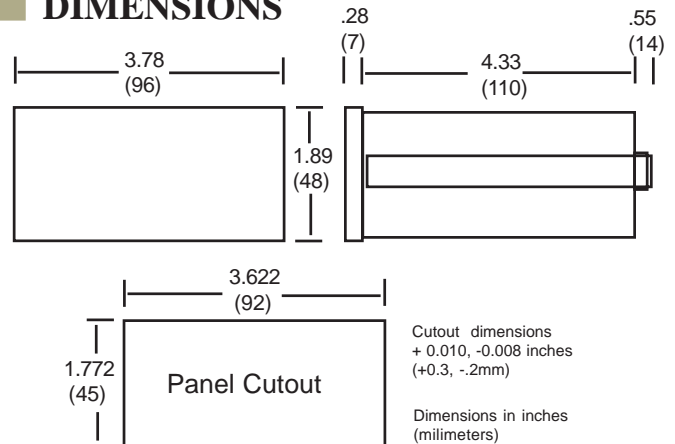 DIMENSIONS
.28
(7)
.55
(14)
3.78
(96)
4.33
(110)
1.89
(48)
3.622
(92)
1.772
(45)
Panel Cutout
Cutout dimensions
+ 0.010, -0.008 inches
(+0.3, -.2mm)
Dimensions in inches
(milimeters)